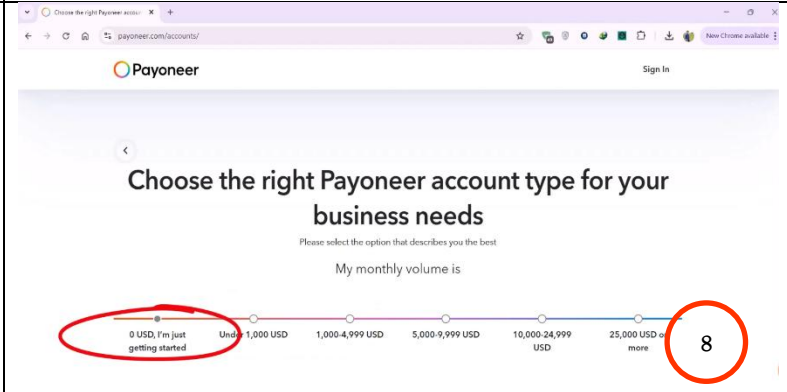 Choose the right Payoneer accou
payoneer.com/accounts/
New Chrome available
Payoneer
Sign In
Choose the right Payoneer account type for your
business needs
Please select the option that describes you the best
My monthly volume is
0 USD, I'm just
getting started
Under 1,000 USD
1,000-4,999 USD
5,000-9,999 USD
10,000-24,999
USD
25,000 USD o
more
8